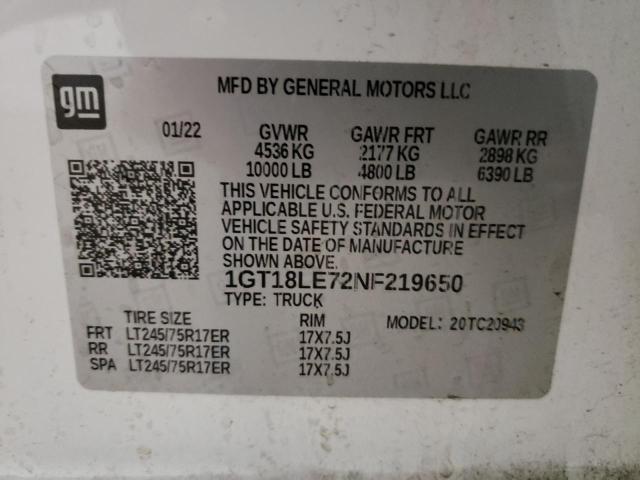 gm
MFD BY GENERAL MOTORS LLC
01/22 GVWR GAWR FRT GAWR RR
4536 KG 2177 KG 2898 KG
10000 LB 4800 LB 6390 LB
THIS VEHICLE CONFORMS TO ALL
APPLICABLE U.S. FEDERAL MOTOR
VEHICLE SAFETY STANDARDS IN EFFECT
ON THE DATE OF MANUFACTURE
SHOWN ABOVE.
1GT18LE72NF219650
TYPE: TRUCK
TIRE SIZE RIM MODEL: 20TC20943
FRT LT245/75R17ER 17X7.5J
RR LT245/75R17ER 17X7.5J
SPA LT245/75R17ER 17X7.5J